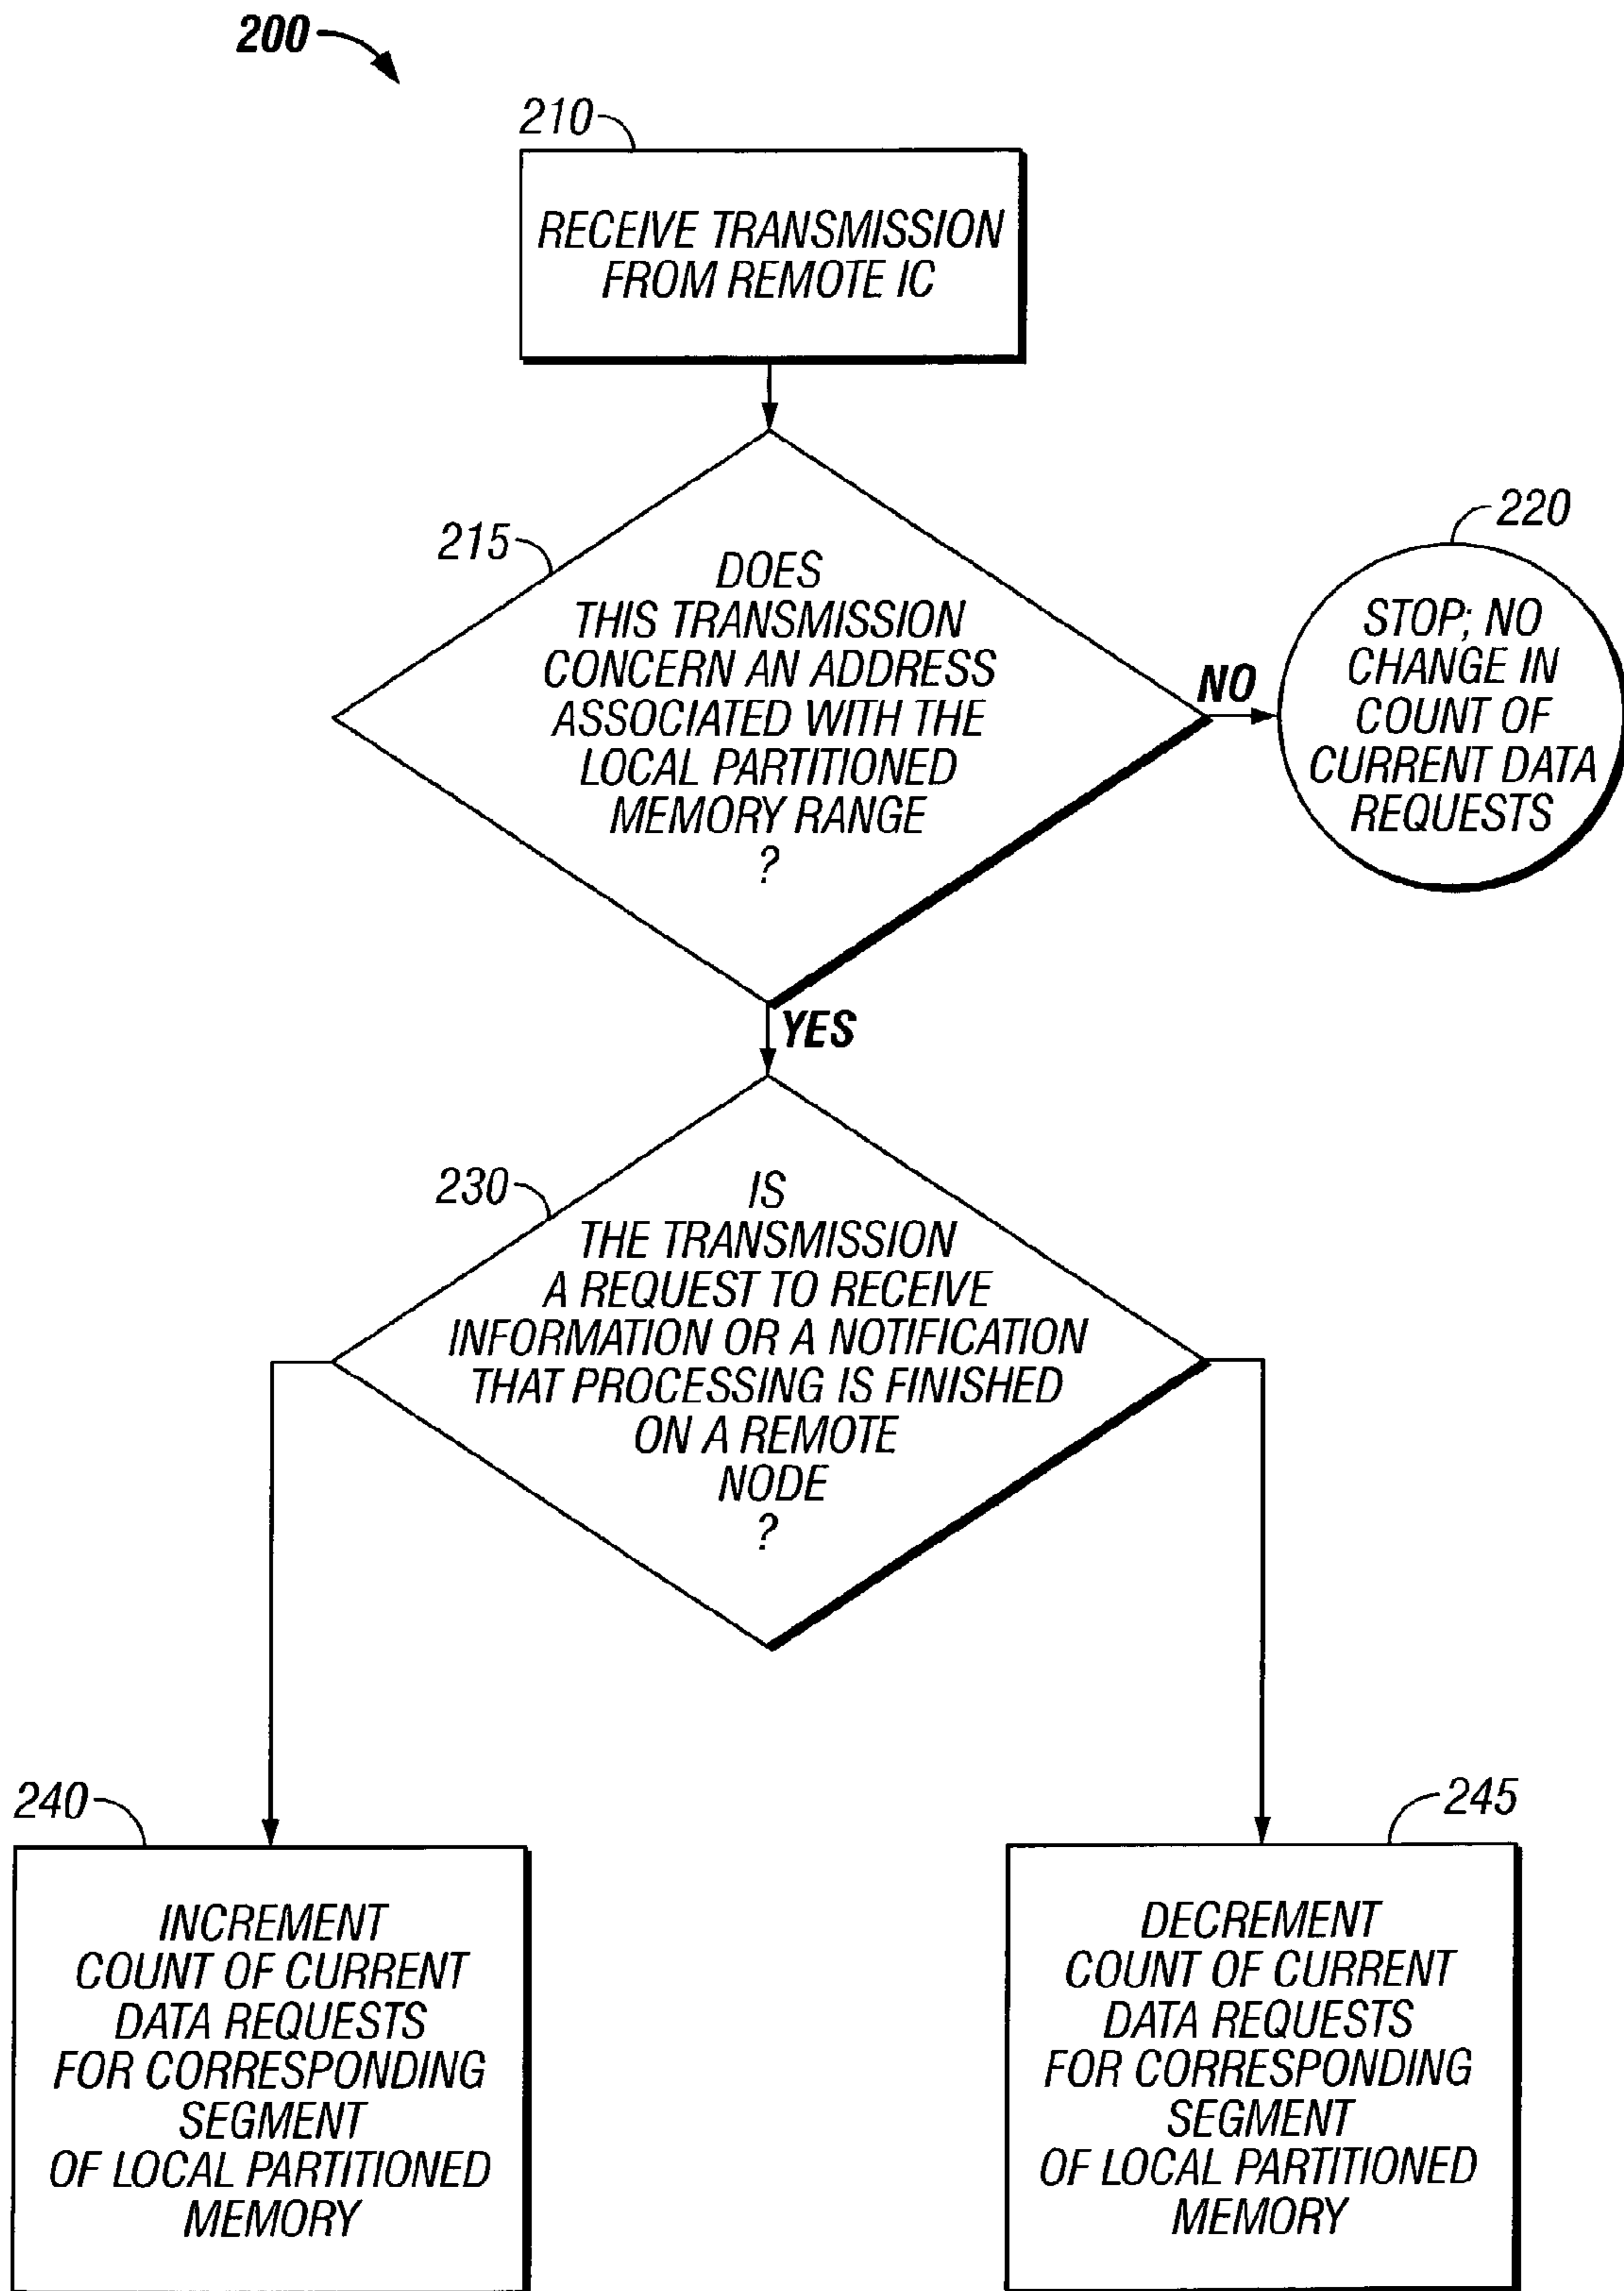 200
210
RECEIVE TRANSMISSION
FROM REMOTE IC
215
DOES
THIS TRANSMISSION
CONCERN AN ADDRESS
ASSOCIATED WITH THE
LOCAL PARTITIONED
MEMORY RANGE
?
NO
220
STOP; NO
CHANGE IN
COUNT OF
CURRENT DATA
REQUESTS
YES
230
IS
THE TRANSMISSION
A REQUEST TO RECEIVE
INFORMATION OR A NOTIFICATION
THAT PROCESSING IS FINISHED
ON A REMOTE
NODE
?
240
INCREMENT
COUNT OF CURRENT
DATA REQUESTS
FOR CORRESPONDING
SEGMENT
OF LOCAL PARTITIONED
MEMORY
245
DECREMENT
COUNT OF CURRENT
DATA REQUESTS
FOR CORRESPONDING
SEGMENT
OF LOCAL PARTITIONED
MEMORY